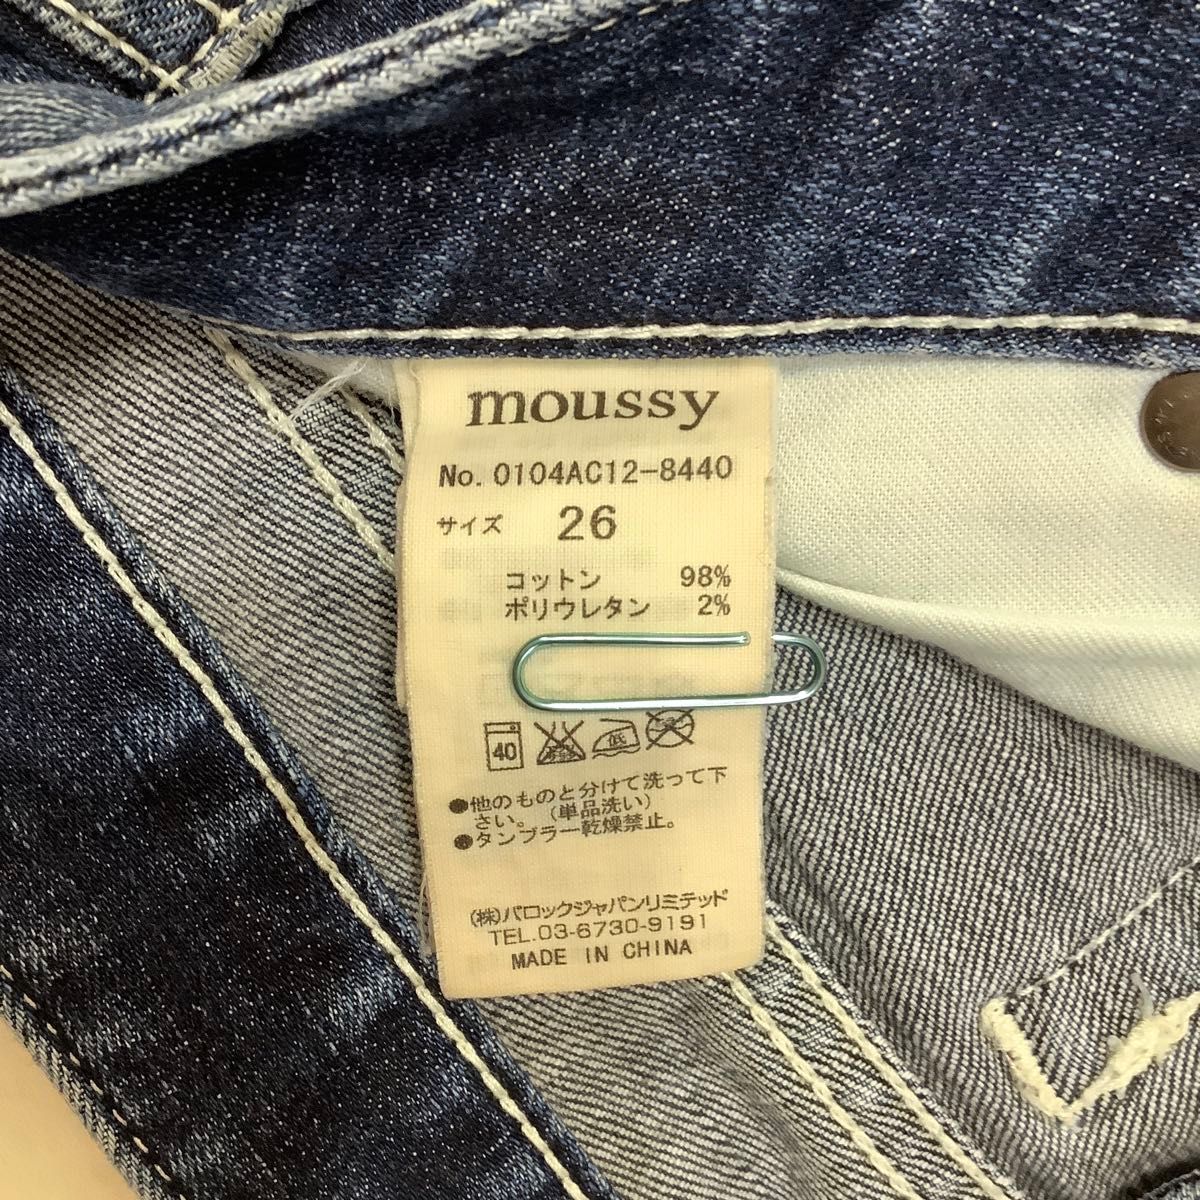 moussy
No. 0104AC12-8440
サイズ 26
コットン 98%
ポリウレタン 2%
40 低
●他のものと分けて洗って下
さい。(単品洗い)
●タンブラー乾燥禁止。
(株)バロックジャパンリミテッド
TEL.03-6730-9191
MADE IN CHINA